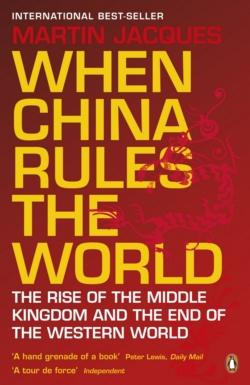 INTERNATIONAL BEST-SELLER
MARTIN JACQUES
WHEN
CHINA
RULES
THE
WORLD
THE RISE OF THE MIDDLE
KINGDOM AND THE END OF
THE WESTERN WORLD
'A hand grenade of a book' Peter Lewis, Daily Mail
'A tour de force' Independent